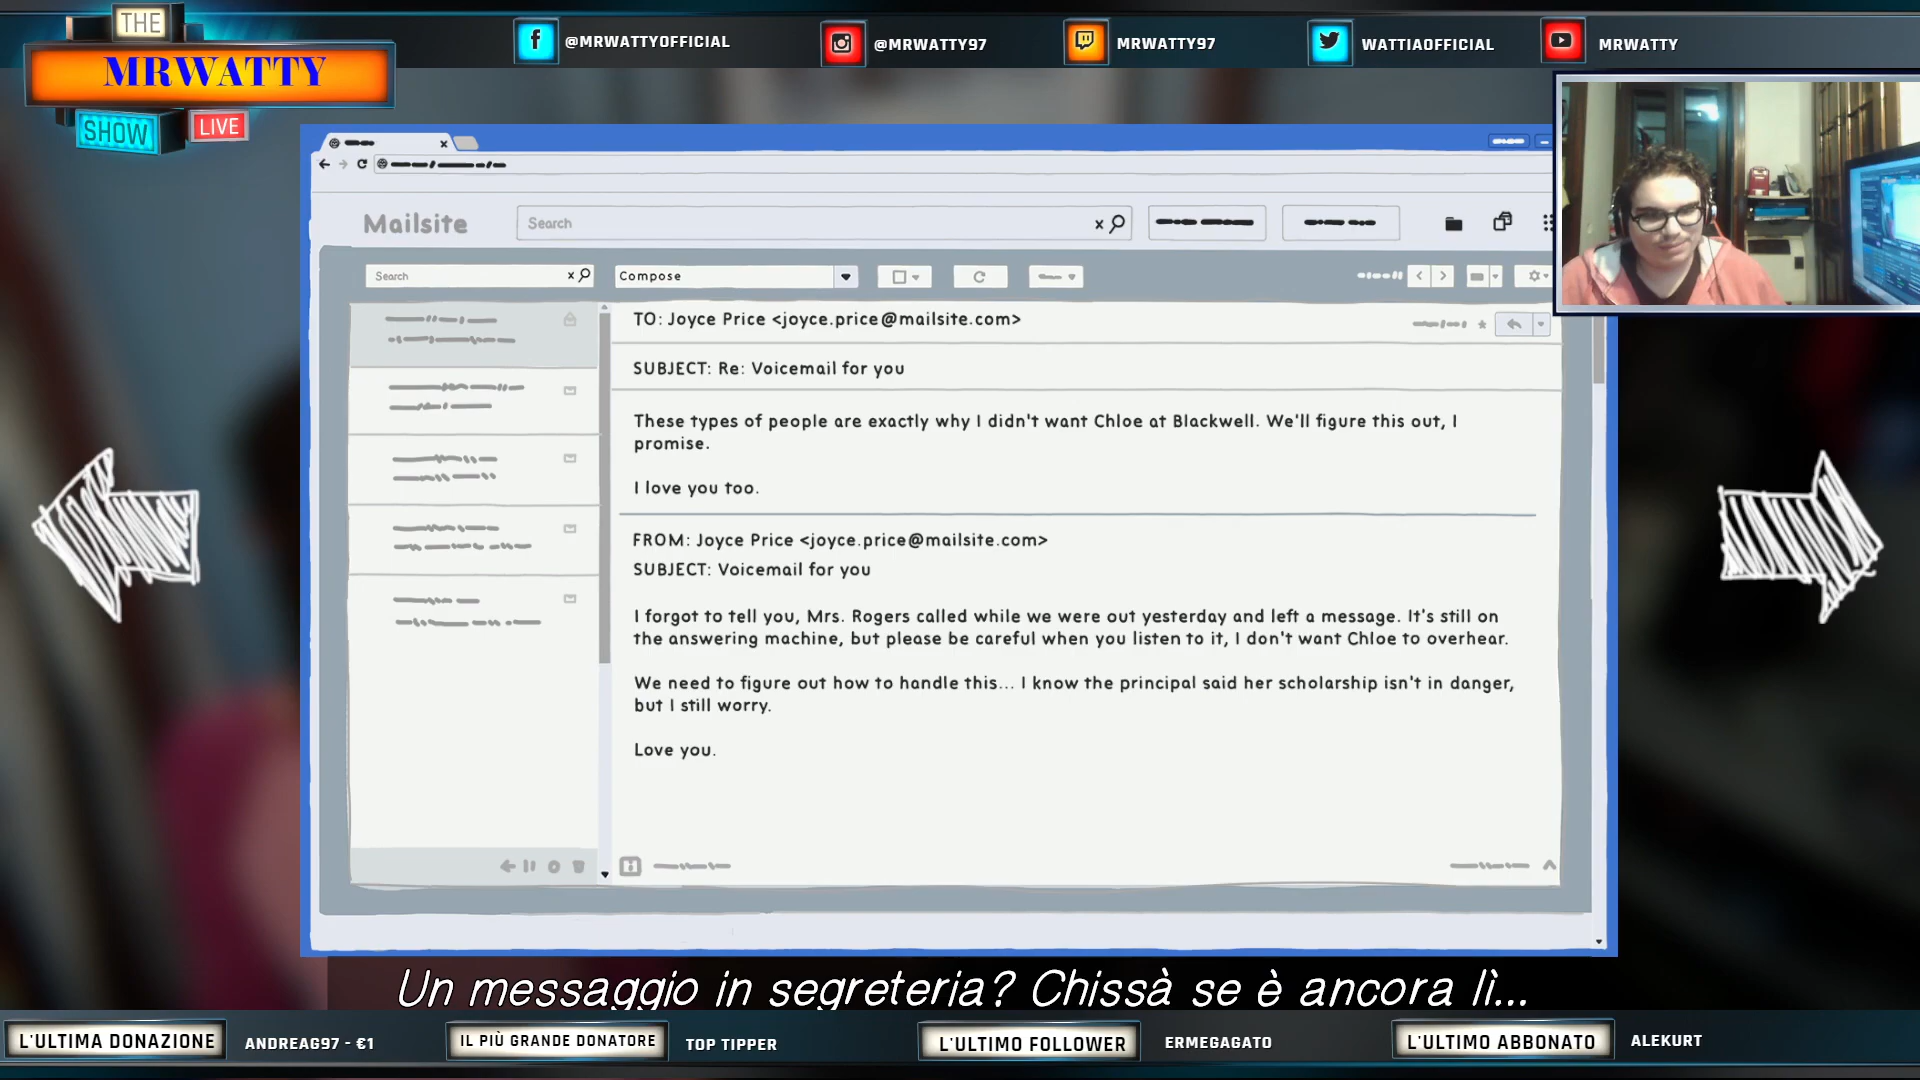 THE
MRWATTY
SHOW
LIVE
@MRWATTYOFFICIAL
@MRWATTY97
MRWATTY97
WATTIAOFFICIAL
MRWATTY
Mailsite
Search
Search
Compose
TO: Joyce Price <joyce.price@mailsite.com>
SUBJECT: Re: Voicemail for you
These types of people are exactly why I didn't want Chloe at Blackwell. We'll figure this out, I
promise.
I love you too.
FROM: Joyce Price <joyce.price@mailsite.com>
SUBJECT: Voicemail for you
I forgot to tell you, Mrs. Rogers called while we were out yesterday and left a message. It's still on
the answering machine, but please be careful when you listen to it, I don't want Chloe to overhear.
We need to figure out how to handle this... I know the principal said her scholarship isn't in danger,
but I still worry.
Love you.
Un messaggio in segreteria? Chissà se è ancora lì...
L'ULTIMA DONAZIONE
ANDREAG97 - €1
IL PIÙ GRANDE DONATORE
TOP TIPPER
L'ULTIMO FOLLOWER
ERMEGAGATO
L'ULTIMO ABBONATO
ALEKURT